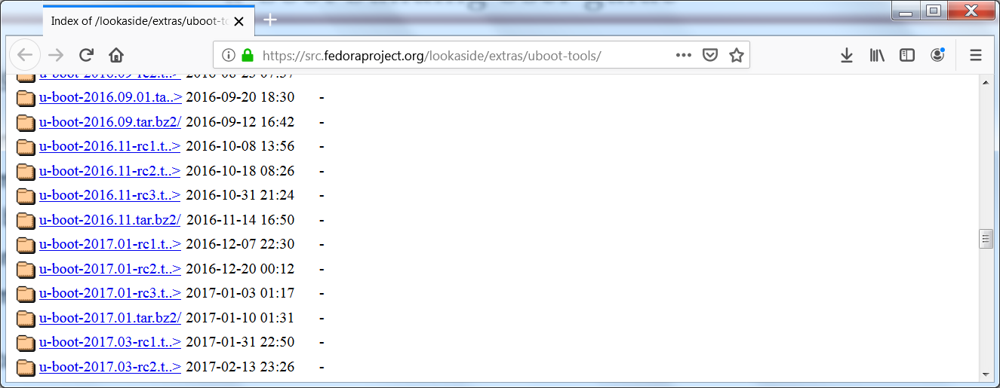 Index of /lookaside/extras/uboot-to
https://src.fedoraproject.org/lookaside/extras/uboot-tools/
u-boot-2016.09-rc2.t..> 2016-08-23 07:37
u-boot-2016.09.01.ta..> 2016-09-20 18:30 -
u-boot-2016.09.tar.bz2/ 2016-09-12 16:42 -
u-boot-2016.11-rc1.t..> 2016-10-08 13:56 -
u-boot-2016.11-rc2.t..> 2016-10-18 08:26 -
u-boot-2016.11-rc3.t..> 2016-10-31 21:24 -
u-boot-2016.11.tar.bz2/ 2016-11-14 16:50 -
u-boot-2017.01-rc1.t..> 2016-12-07 22:30 -
u-boot-2017.01-rc2.t..> 2016-12-20 00:12 -
u-boot-2017.01-rc3.t..> 2017-01-03 01:17 -
u-boot-2017.01.tar.bz2/ 2017-01-10 01:31 -
u-boot-2017.03-rc1.t..> 2017-01-31 22:50 -
u-boot-2017.03-rc2.t..> 2017-02-13 23:26 -